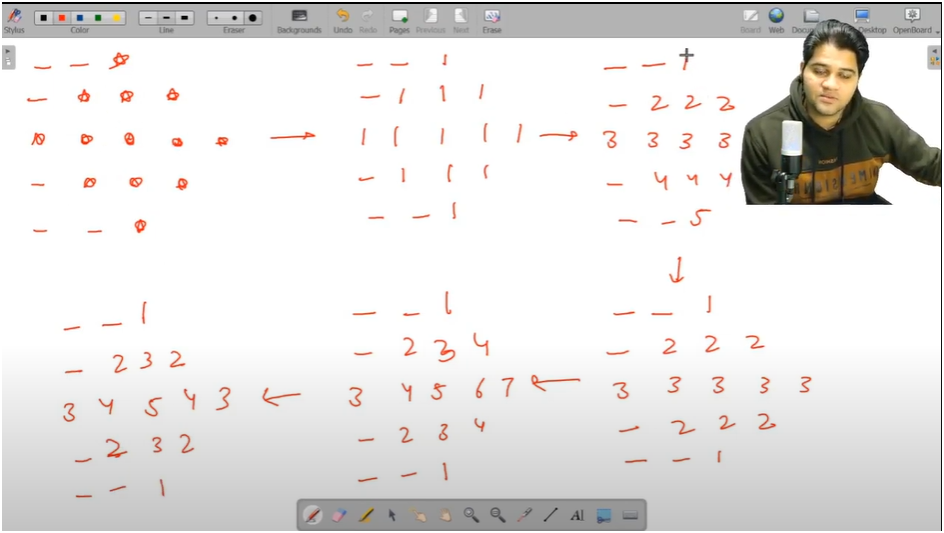 Stylus Color Line Eraser Backgrounds Undo Redo Pages Previous Next Erase Board Web Desktop OpenBoard
_ _ ☆
_ ☆ ☆ ☆
☆ ☆ ☆ ☆ ☆ →
_ ☆ ☆ ☆
_ _ ☆
_ _ 1
_ 1 1 1
1 1 1 1 1 →
_ 1 1 1
_ _ 1
_ _ 1
_ 2 2 2
3 3 3 3
_ 4 4 4
_ _ 5
↓
_ _ 1
_ 2 2 2
3 3 3 3 3
_ 2 2 2
_ _ 1
_ _ 1
_ 2 3 4
3 4 5 6 7 ←
_ 2 3 4
_ _ 1
_ _ 1
_ 2 3 2
3 4 5 4 3 ←
_ 2 3 2
_ _ 1
AI